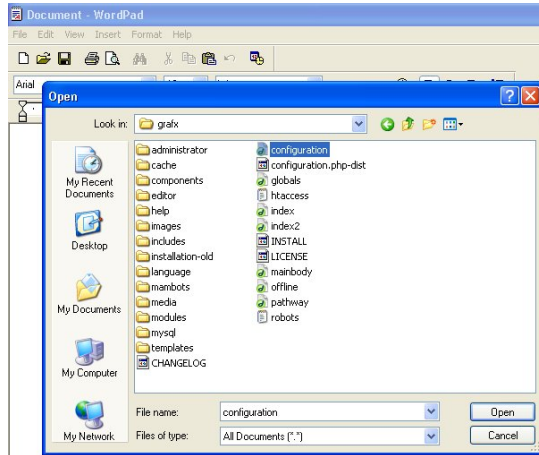 Document - WordPad
File Edit View Insert Format Help
Arial
Open
Look in: grafx
My Recent Documents
Desktop
My Documents
My Computer
My Network
administrator
cache
components
editor
help
images
includes
installation-old
language
mambots
media
modules
mysql
templates
CHANGELOG
configuration
configuration.php-dist
globals
htaccess
index
index2
INSTALL
LICENSE
mainbody
offline
pathway
robots
File name: configuration Open
Files of type: All Documents (*.*) Cancel